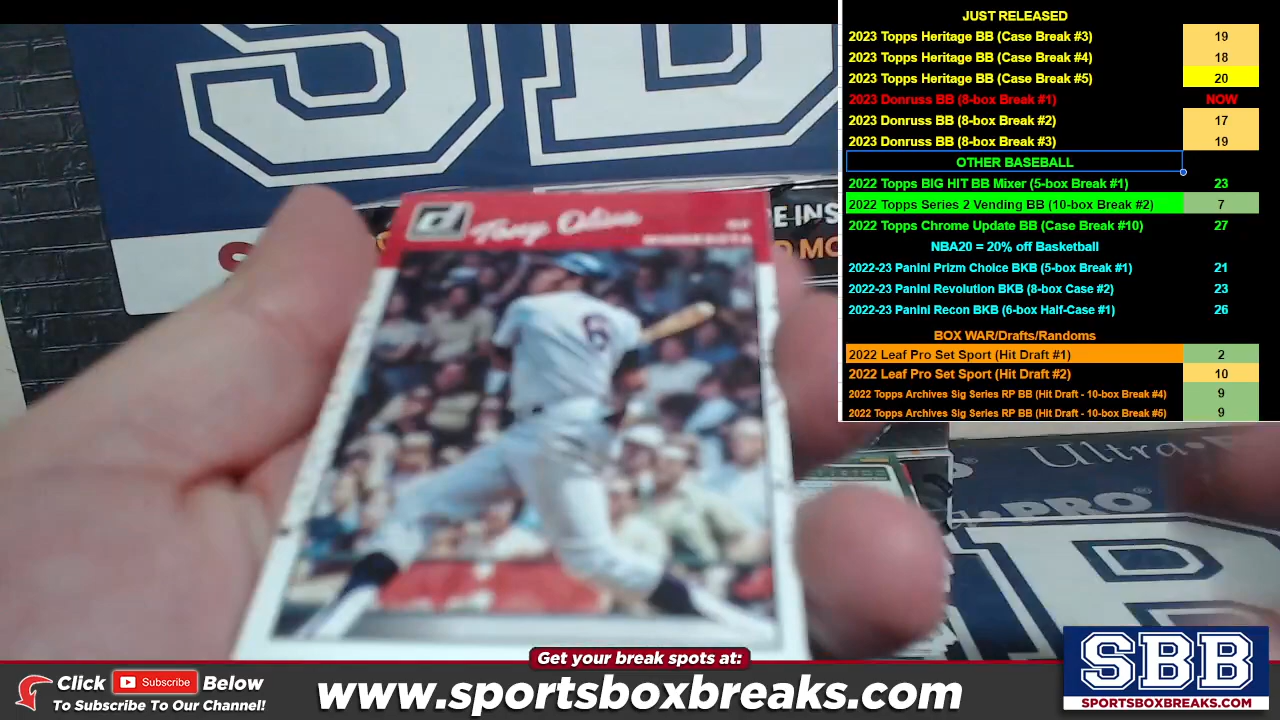 JUST RELEASED
2023 Topps Heritage BB (Case Break #3) 19
2023 Topps Heritage BB (Case Break #4) 18
2023 Topps Heritage BB (Case Break #5) 20
2023 Donruss BB (8-box Break #1) NOW
2023 Donruss BB (8-box Break #2) 17
2023 Donruss BB (8-box Break #3) 19
OTHER BASEBALL
2022 Topps BIG HIT BB Mixer (5-box Break #1) 23
2022 Topps Series 2 Vending BB (10-box Break #2) 7
2022 Topps Chrome Update BB (Case Break #10) 27
NBA20 = 20% off Basketball
2022-23 Panini Prizm Choice BKB (5-box Break #1) 21
2022-23 Panini Revolution BKB (8-box Case #2) 23
2022-23 Panini Recon BKB (6-box Half-Case #1) 26
BOX WAR/Drafts/Randoms
2022 Leaf Pro Set Sport (Hit Draft #1) 2
2022 Leaf Pro Set Sport (Hit Draft #2) 10
2022 Topps Archives Sig Series RP BB (Hit Draft - 10-box Break #4) 9
2022 Topps Archives Sig Series RP BB (Hit Draft - 10-box Break #5) 9
Tony Oliva
MINNESOTA
6
Ultra
PRO
Get your break spots at:
Click Subscribe Below
To Subscribe To Our Channel!
www.sportsboxbreaks.com
SBB
SPORTSBOXBREAKS.COM